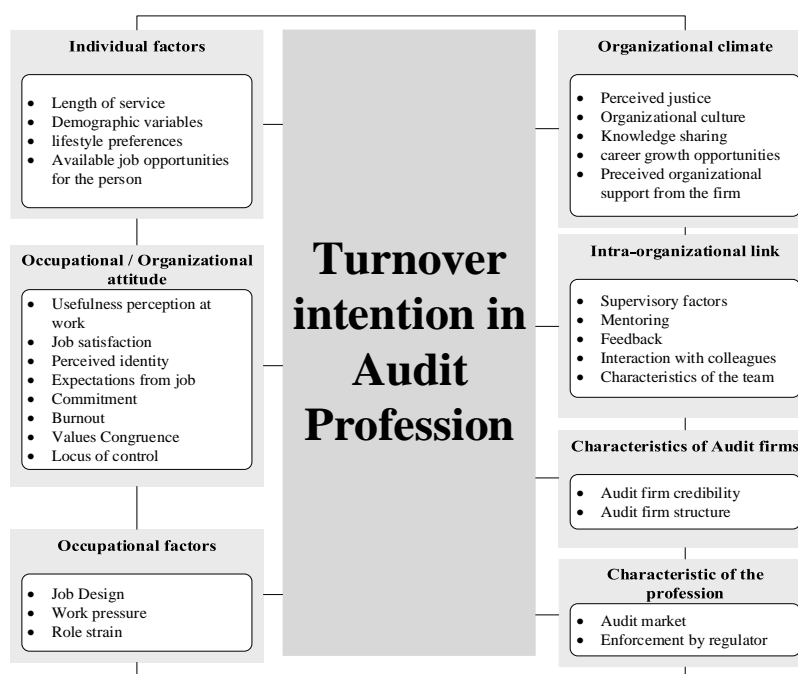 Individual factors
• Length of service
• Demographic variables
• lifestyle preferences
• Available job opportunities
for the person
Occupational / Organizational
attitude
• Usefulness perception at
work
• Job satisfaction
• Perceived identity
• Expectations from job
• Commitment
• Burnout
• Values Congruence
• Locus of control
Occupational factors
• Job Design
• Work pressure
• Role strain
Turnover
intention in
Audit
Profession
Organizational climate
• Perceived justice
• Organizational culture
• Knowledge sharing
• career growth opportunities
• Preceived organizational
support from the firm
Intra-organizational link
• Supervisory factors
• Mentoring
• Feedback
• Interaction with colleagues
• Characteristics of the team
Characteristics of Audit firms
• Audit firm credibility
• Audit firm structure
Characteristic of the
profession
• Audit market
• Enforcement by regulator